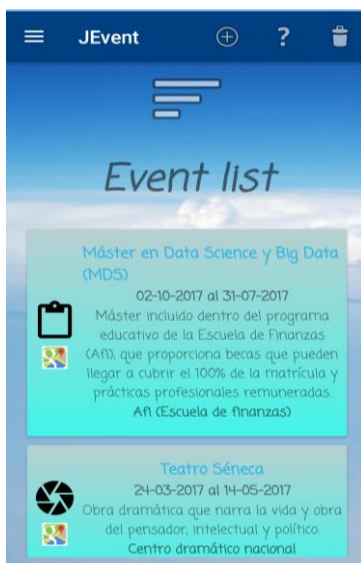 JEvent
?
Event list
Máster en Data Science y Big Data
(MDS)
02-10-2017 al 31-07-2017
Máster incluido dentro del programa
educativo de la Escuela de Finanzas
(Afi), que proporciona becas que pueden
llegar a cubrir el 100% de la matrícula y
prácticas profesionales remuneradas.
Afi (Escuela de finanzas)
Teatro Séneca
24-03-2017 al 14-05-2017
Obra dramática que narra la vida y obra
del pensador, intelectual y político.
Centro dramático nacional